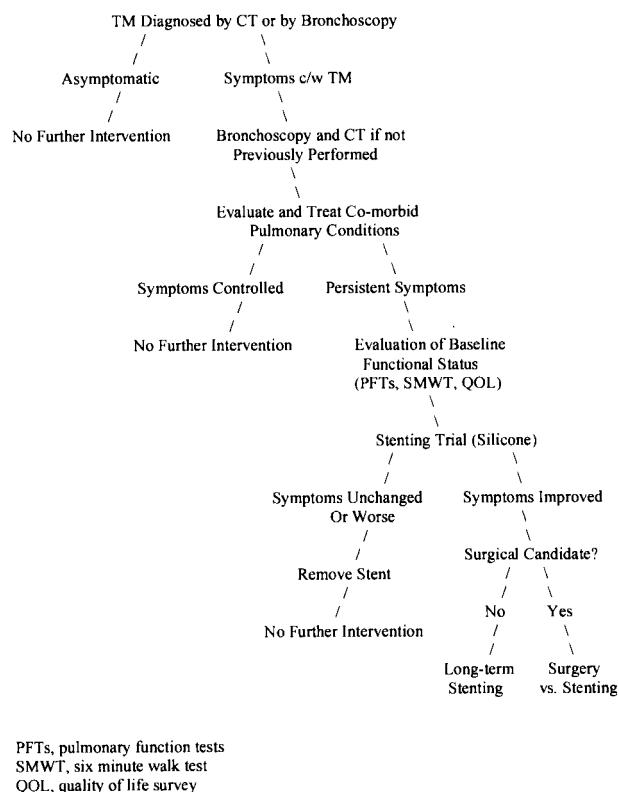 TM Diagnosed by CT or by Bronchoscopy
Asymptomatic
Symptoms c/w TM
No Further Intervention
Bronchoscopy and CT if not
Previously Performed
Evaluate and Treat Co-morbid
Pulmonary Conditions
Symptoms Controlled
Persistent Symptoms
No Further Intervention
Evaluation of Baseline
Functional Status
(PFTs, SMWT, QOL)
Stenting Trial (Silicone)
Symptoms Unchanged
Or Worse
Symptoms Improved
Remove Stent
Surgical Candidate?
No Further Intervention
No
Yes
Long-term
Stenting
Surgery
vs. Stenting
PFTs, pulmonary function tests
SMWT, six minute walk test
QOL, quality of life survey